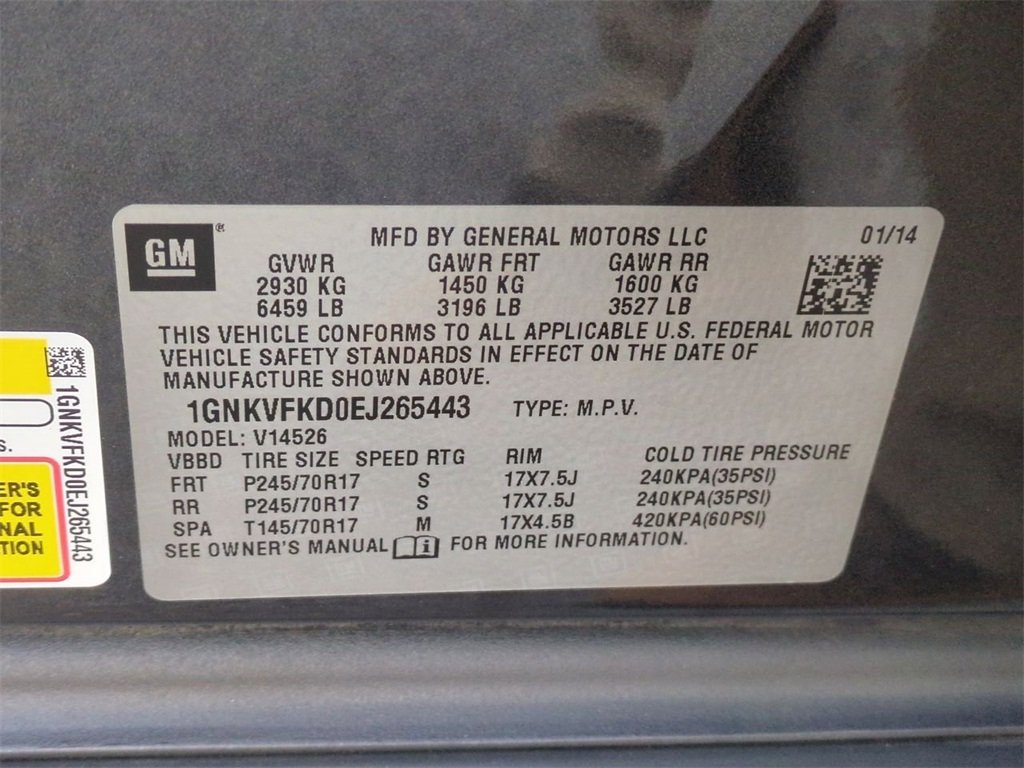 GM ®
MFD BY GENERAL MOTORS LLC 01/14
GVWR GAWR FRT GAWR RR
2930 KG 1450 KG 1600 KG
6459 LB 3196 LB 3527 LB
THIS VEHICLE CONFORMS TO ALL APPLICABLE U.S. FEDERAL MOTOR
VEHICLE SAFETY STANDARDS IN EFFECT ON THE DATE OF
MANUFACTURE SHOWN ABOVE.
1GNKVFKD0EJ265443 TYPE: M.P.V.
MODEL: V14526
VBBD TIRE SIZE SPEED RTG RIM COLD TIRE PRESSURE
FRT P245/70R17 S 17X7.5J 240KPA(35PSI)
RR P245/70R17 S 17X7.5J 240KPA(35PSI)
SPA T145/70R17 M 17X4.5B 420KPA(60PSI)
SEE OWNER'S MANUAL i FOR MORE INFORMATION.
1GNKVFKD0EJ265443
S.
ER'S
FOR
NAL
TION